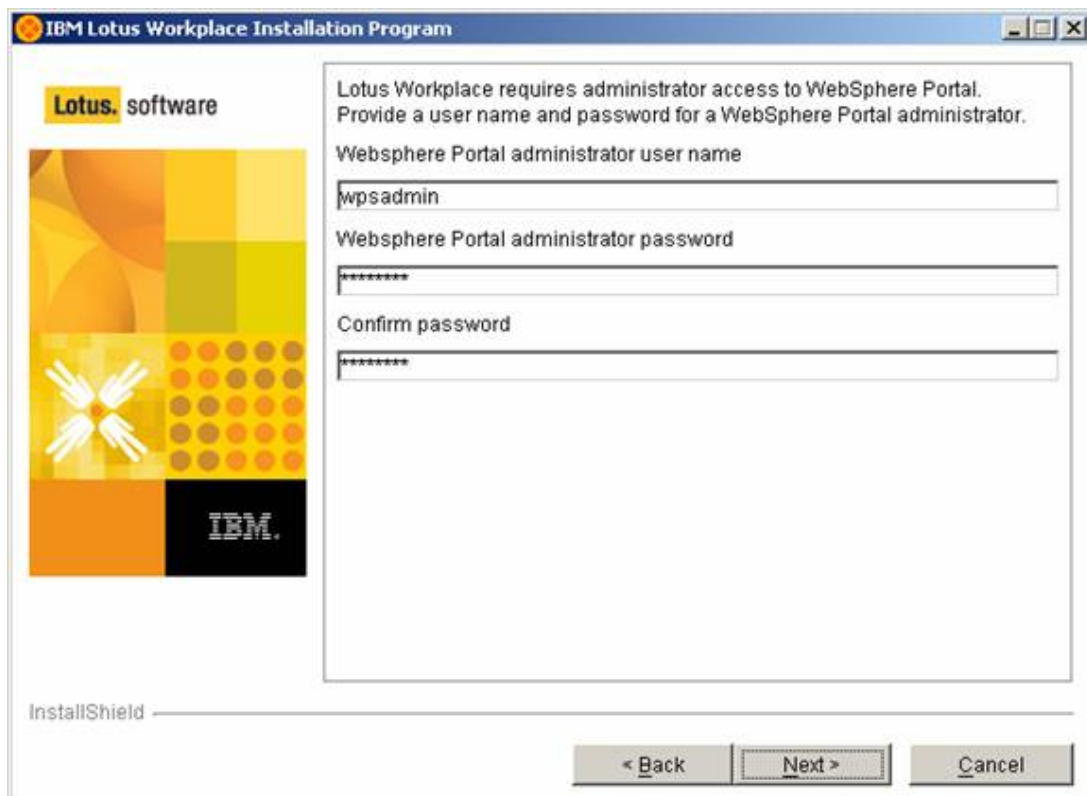 IBM Lotus Workplace Installation Program
Lotus. software
Lotus Workplace requires administrator access to WebSphere Portal.
Provide a user name and password for a WebSphere Portal administrator.
Websphere Portal administrator user name
wpsadmin
Websphere Portal administrator password
********
Confirm password
********
IBM.
InstallShield
< Back
Next >
Cancel